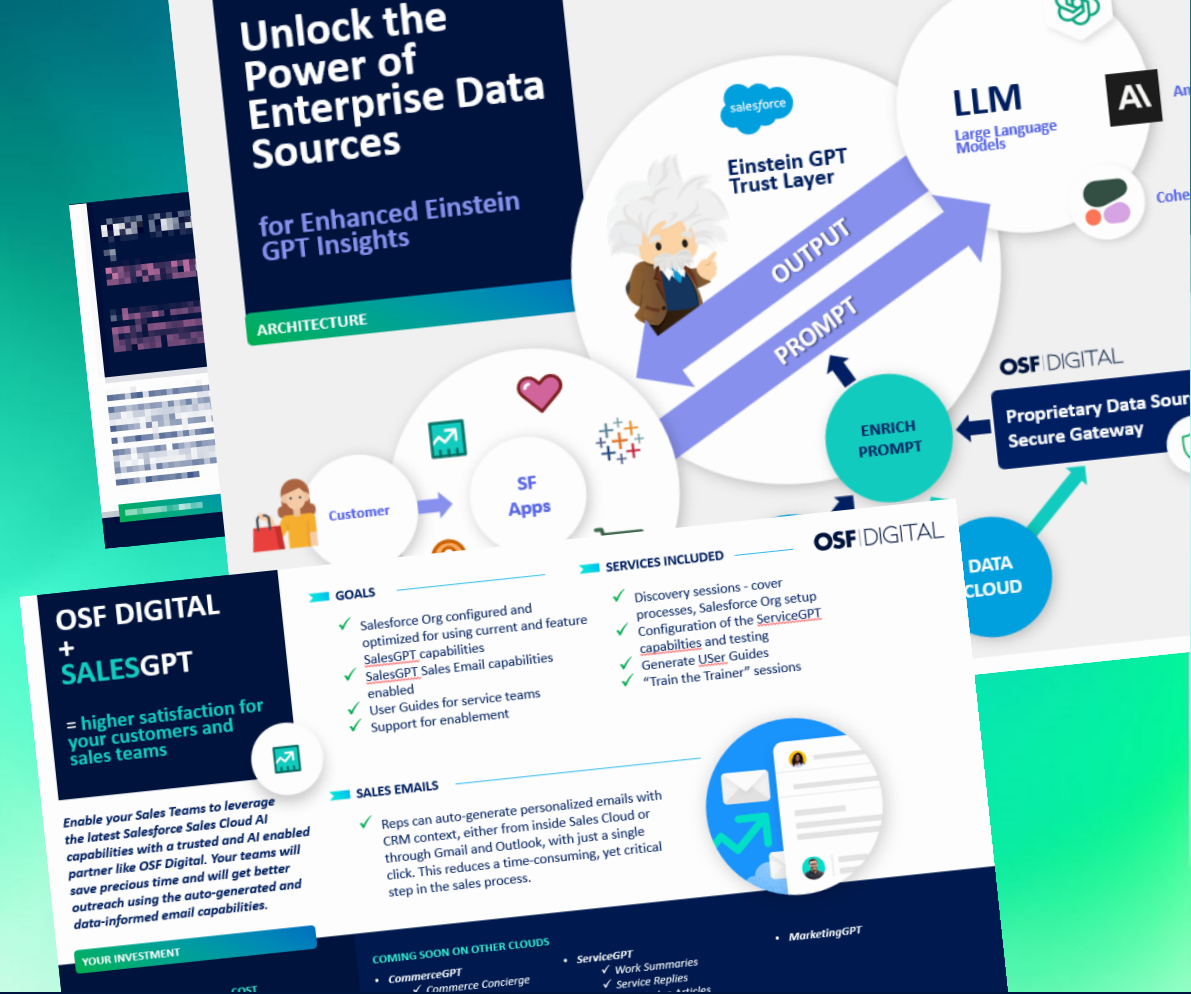 Unlock the
Power of
Enterprise Data
Sources
for Enhanced Einstein
GPT Insights
ARCHITECTURE
salesforce
Einstein GPT
Trust Layer
LLM
Large Language
Models
OUTPUT
PROMPT
Customer
SF
Apps
ENRICH
PROMPT
OSF DIGITAL
Proprietary Data
Secure Gateway
DATA
CLOUD
OSF DIGITAL
+
SALESGPT
= higher satisfaction for
your customers and
sales teams
Enable your Sales Teams to leverage
the latest Salesforce Sales Cloud AI
capabilities with a trusted and AI enabled
partner like OSF Digital. Your teams will
save precious time and will get better
outreach using the auto-generated and
data-informed email capabilities.
YOUR INVESTMENT
COST
GOALS
✓ Salesforce Org configured and
optimized for using current and feature
SalesGPT capabilities
✓ SalesGPT Sales Email capabilities
enabled
✓ User Guides for service teams
✓ Support for enablement
SERVICES INCLUDED
OSF DIGITAL
✓ Discovery sessions - cover
processes, Salesforce Org setup
✓ Configuration of the ServiceGPT
capabilties and testing
✓ Generate USer Guides
✓ “Train the Trainer” sessions
SALES EMAILS
✓ Reps can auto-generate personalized emails with
CRM context, either from inside Sales Cloud or
through Gmail and Outlook, with just a single
click. This reduces a time-consuming, yet critical
step in the sales process.
COMING SOON ON OTHER CLOUDS
• CommerceGPT
✓ Commerce Concierge
• ServiceGPT
✓ Work Summaries
✓ Service Replies
Articles
• MarketingGPT